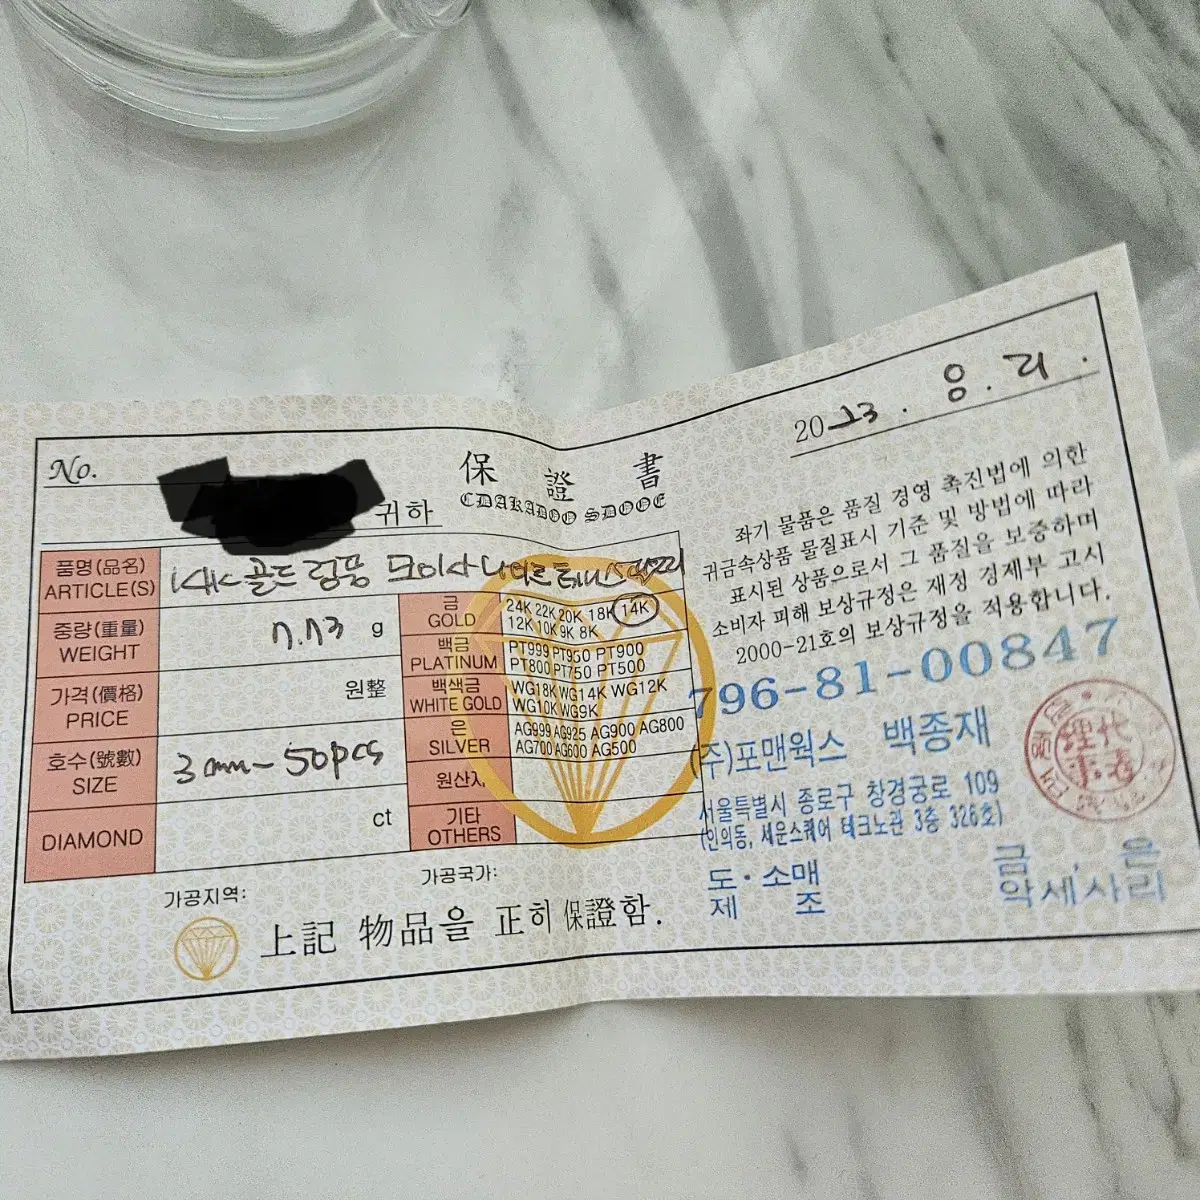 No.
귀하
保 證 書
CDAKADOO SDOOE
2023. 8. 21.
품명(品名)
ARTICLE(S)
14K 골드 럼플 모이사나이트 테니스
중량(重量)
WEIGHT
7.73 g
가격(價格)
PRICE
원整
호수(號數)
SIZE
3mm - 50pcs
DIAMOND
ct
금
GOLD
24K 22K 20K 18K 14K
12K 10K 9K 8K
백금
PLATINUM
PT999 PT950 PT900
PT800 PT750 PT500
백색금
WHITE GOLD
WG18K WG14K WG12K
WG10K WG9K
은
SILVER
AG999 AG925 AG900 AG800
AG700 AG600 AG500
원산지
기타
OTHERS
가공지역:
가공국가:
上記 物品을 正히 保證함.
좌기 물품은 품질 경영 촉진법에 의한
귀금속상품 물질표시 기준 및 방법에 따라
표시된 상품으로서 그 품질을 보증하며
소비자 피해 보상규정은 재정 경제부 고시
2000-21호의 보상규정을 적용합니다.
796-81-00847
(주)포맨웍스 백종재
서울특별시 종로구 창경궁로 109
(인의동, 세운스퀘어 테크노관 3층 326호)
도·소매
제 조
금, 은
악세사리